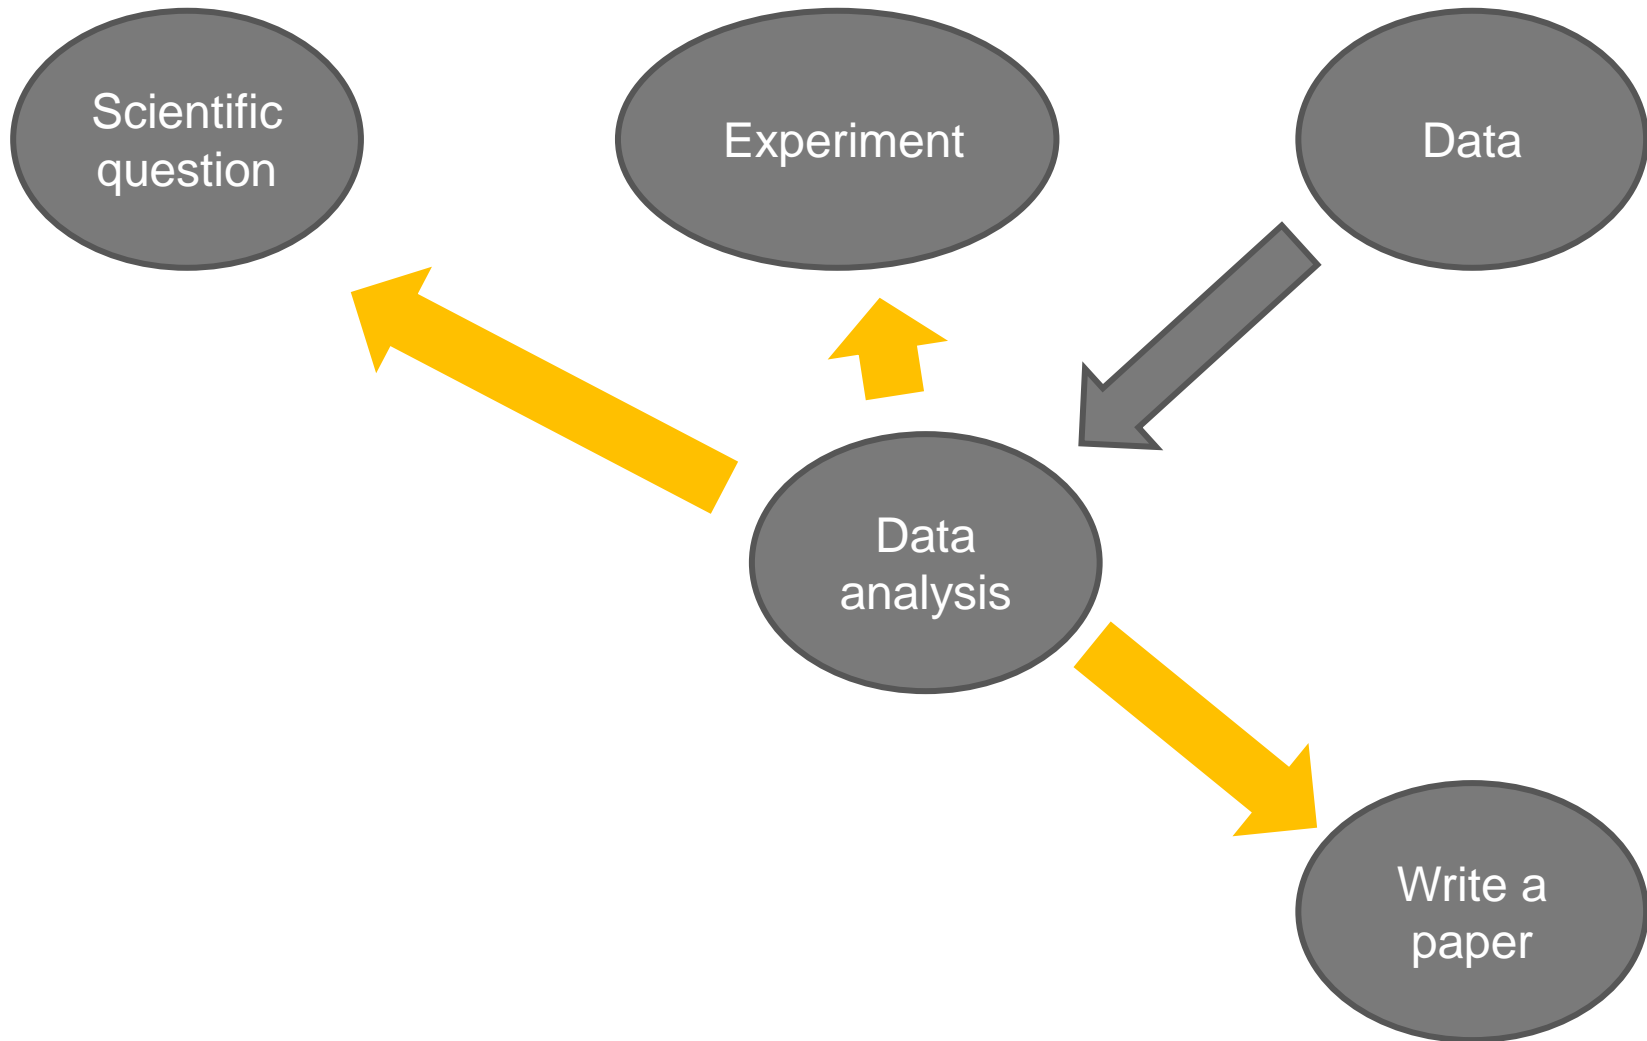 Scientific
question
Experiment
Data
Data
analysis
Write a
paper